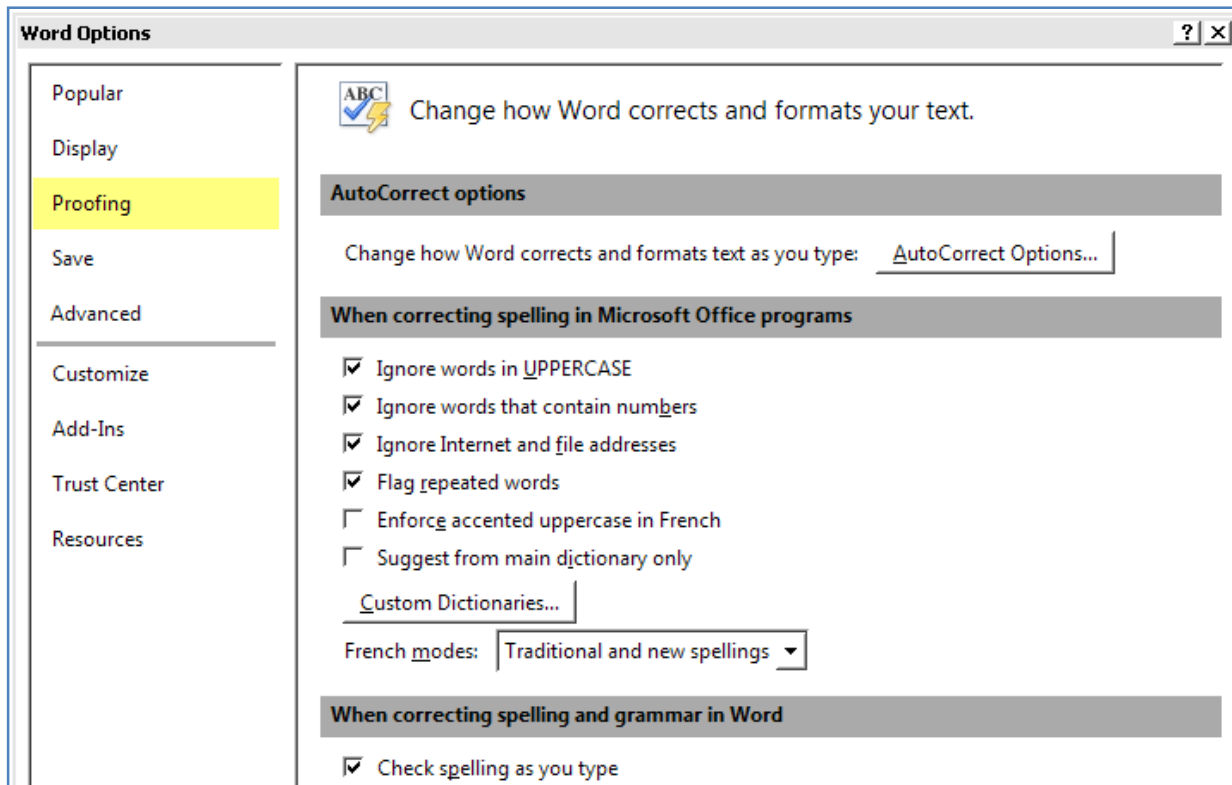 Word Options
Popular
Display
Proofing
Save
Advanced
Customize
Add-Ins
Trust Center
Resources
ABC
Change how Word corrects and formats your text.
AutoCorrect options
Change how Word corrects and formats text as you type: AutoCorrect Options...
When correcting spelling in Microsoft Office programs
Ignore words in UPPERCASE
Ignore words that contain numbers
Ignore Internet and file addresses
Flag repeated words
Enforce accented uppercase in French
Suggest from main dictionary only
Custom Dictionaries...
French modes: Traditional and new spellings
When correcting spelling and grammar in Word
Check spelling as you type